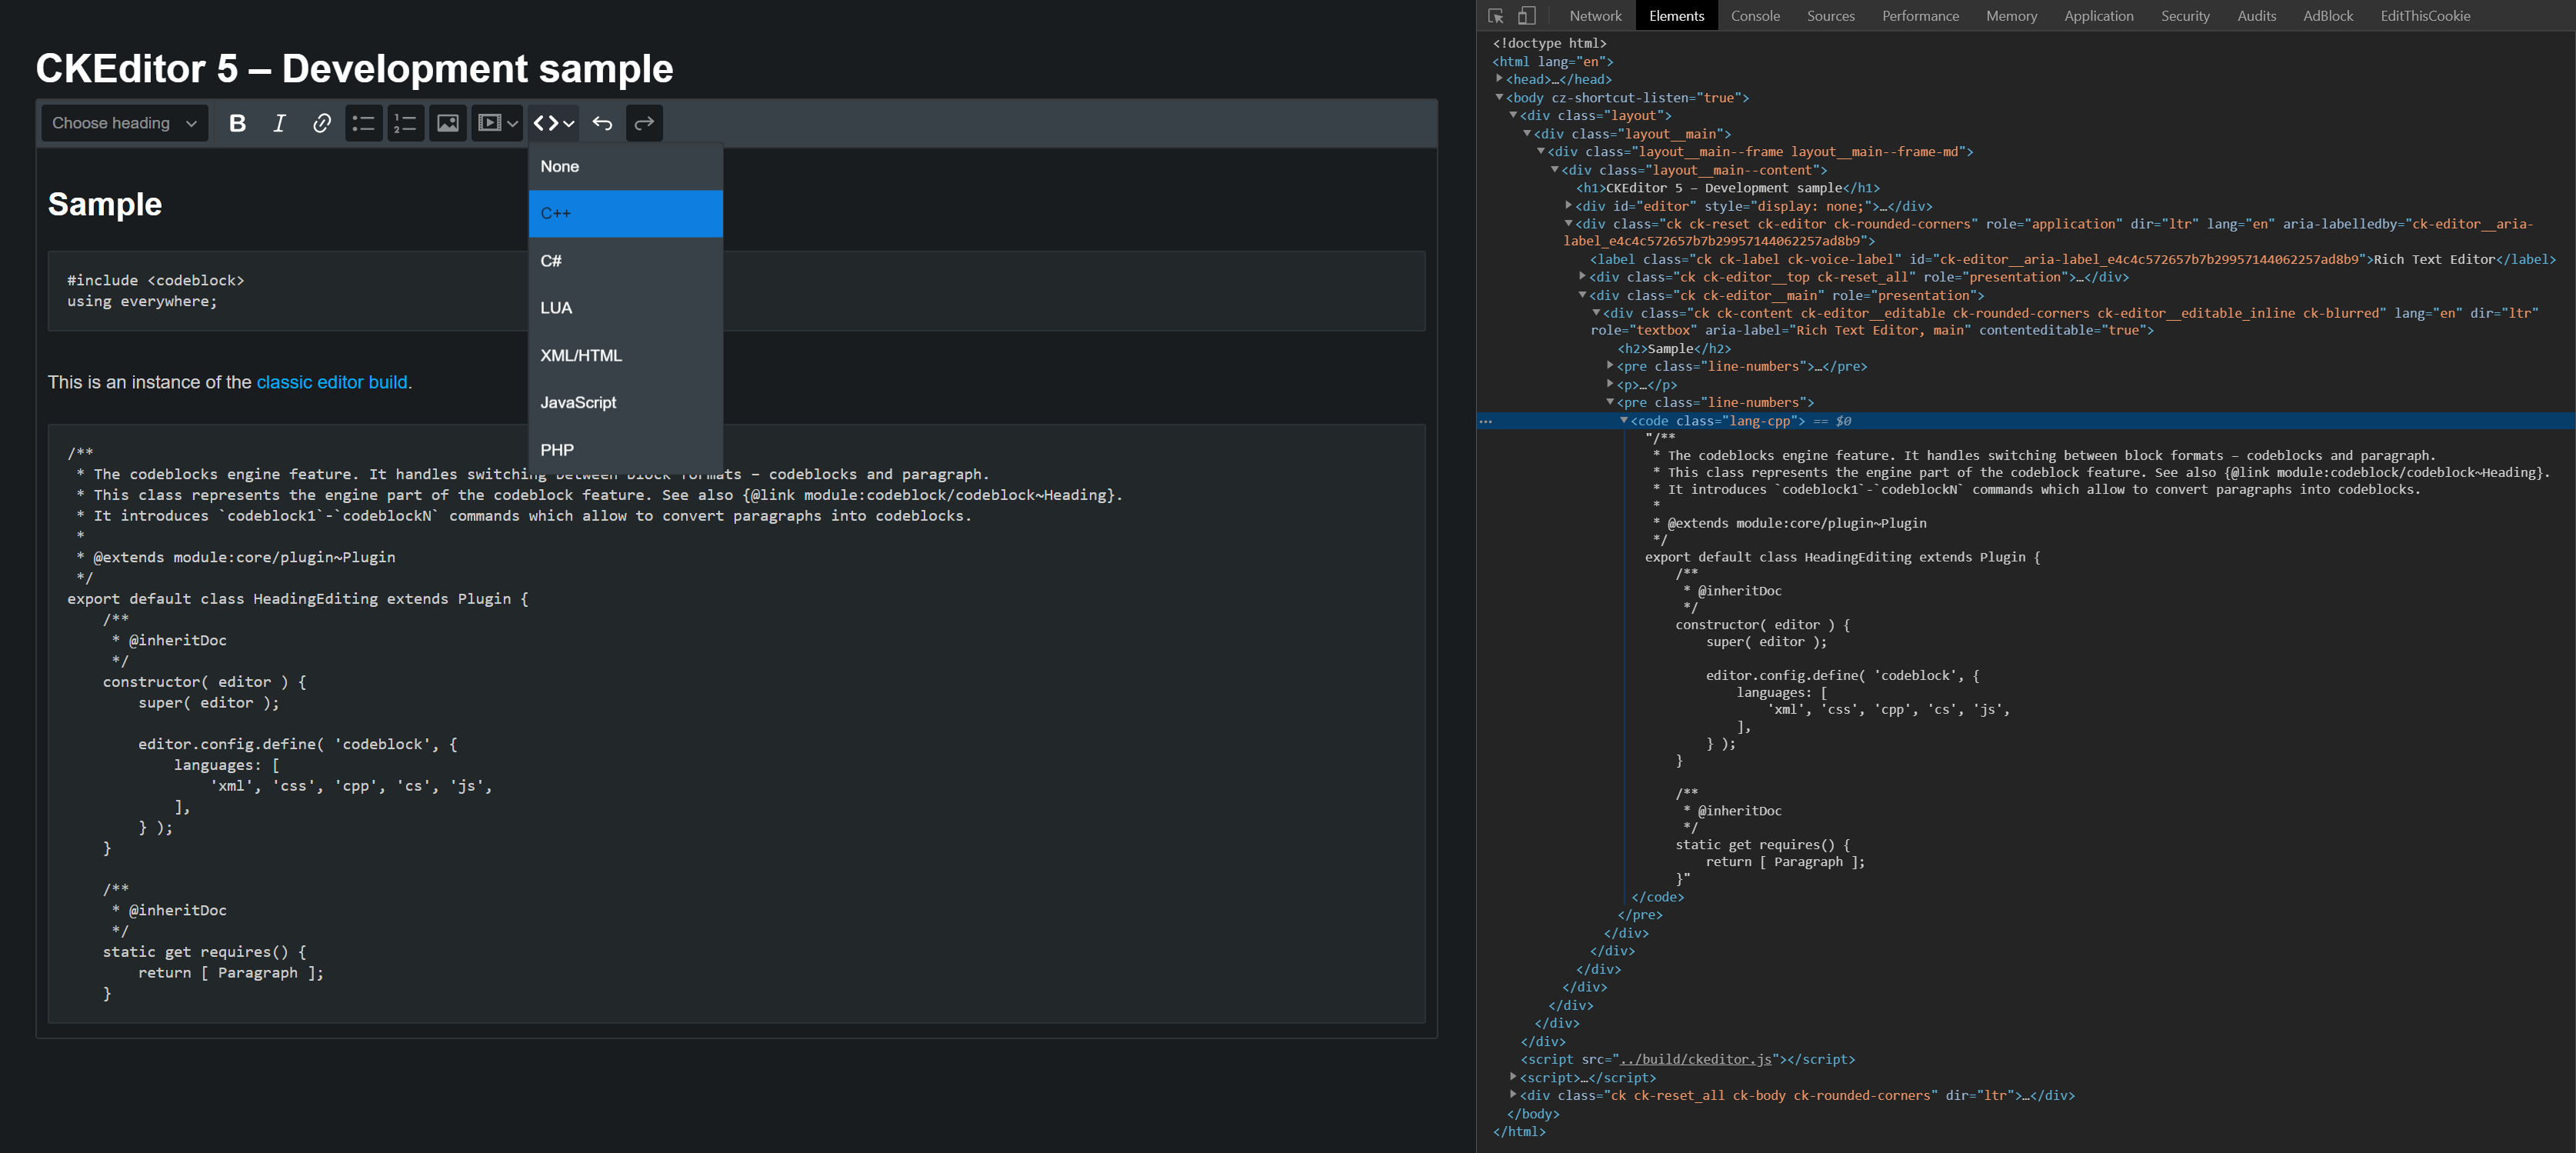 CKEditor 5 – Development sample
Choose heading
B I
None
C++
C#
LUA
XML/HTML
JavaScript
PHP
Sample
#include <codeblock>
using everywhere;
This is an instance of the classic editor build.
/**
 * The codeblocks engine feature. It handles switching between block formats – codeblocks and paragraph.
 * This class represents the engine part of the codeblock feature. See also {@link module:codeblock/codeblock~Heading}.
 * It introduces `codeblock1`-`codeblockN` commands which allow to convert paragraphs into codeblocks.
 *
 * @extends module:core/plugin~Plugin
 */
export default class HeadingEditing extends Plugin {
    /**
     * @inheritDoc
     */
    constructor( editor ) {
        super( editor );

        editor.config.define( 'codeblock', {
            languages: [
                'xml', 'css', 'cpp', 'cs', 'js',
            ],
        } );
    }

    /**
     * @inheritDoc
     */
    static get requires() {
        return [ Paragraph ];
    }
Network Elements Console Sources Performance Memory Application Security Audits AdBlock EditThisCookie
<!doctype html>
<html lang="en">
<head>…</head>
<body cz-shortcut-listen="true">
<div class="layout">
<div class="layout__main">
<div class="layout__main--frame layout__main--frame-md">
<div class="layout__main--content">
<h1>CKEditor 5 – Development sample</h1>
<div id="editor" style="display: none;">…</div>
<div class="ck ck-reset ck-editor ck-rounded-corners" role="application" dir="ltr" lang="en" aria-labelledby="ck-editor__aria-
label_e4c4c572657b7b29957144062257ad8b9">
<label class="ck ck-label ck-voice-label" id="ck-editor__aria-label_e4c4c572657b7b29957144062257ad8b9">Rich Text Editor</label>
<div class="ck ck-editor__top ck-reset_all" role="presentation">…</div>
<div class="ck ck-editor__main" role="presentation">
<div class="ck ck-content ck-editor__editable ck-rounded-corners ck-editor__editable_inline ck-blurred" lang="en" dir="ltr"
role="textbox" aria-label="Rich Text Editor, main" contenteditable="true">
<h2>Sample</h2>
<pre class="line-numbers">…</pre>
<p>…</p>
<pre class="line-numbers">
<code class="lang-cpp"> == $0
"/**
 * The codeblocks engine feature. It handles switching between block formats – codeblocks and paragraph.
 * This class represents the engine part of the codeblock feature. See also {@link module:codeblock/codeblock~Heading}.
 * It introduces `codeblock1`-`codeblockN` commands which allow to convert paragraphs into codeblocks.
 *
 * @extends module:core/plugin~Plugin
 */
export default class HeadingEditing extends Plugin {
    /**
     * @inheritDoc
     */
    constructor( editor ) {
        super( editor );

        editor.config.define( 'codeblock', {
            languages: [
                'xml', 'css', 'cpp', 'cs', 'js',
            ],
        } );
    }

    /**
     * @inheritDoc
     */
    static get requires() {
        return [ Paragraph ];
    }"
</code>
</pre>
</div>
</div>
</div>
</div>
</div>
</div>
</div>
<script src="../build/ckeditor.js"></script>
<script>…</script>
<div class="ck ck-reset_all ck-body ck-rounded-corners" dir="ltr">…</div>
</body>
</html>